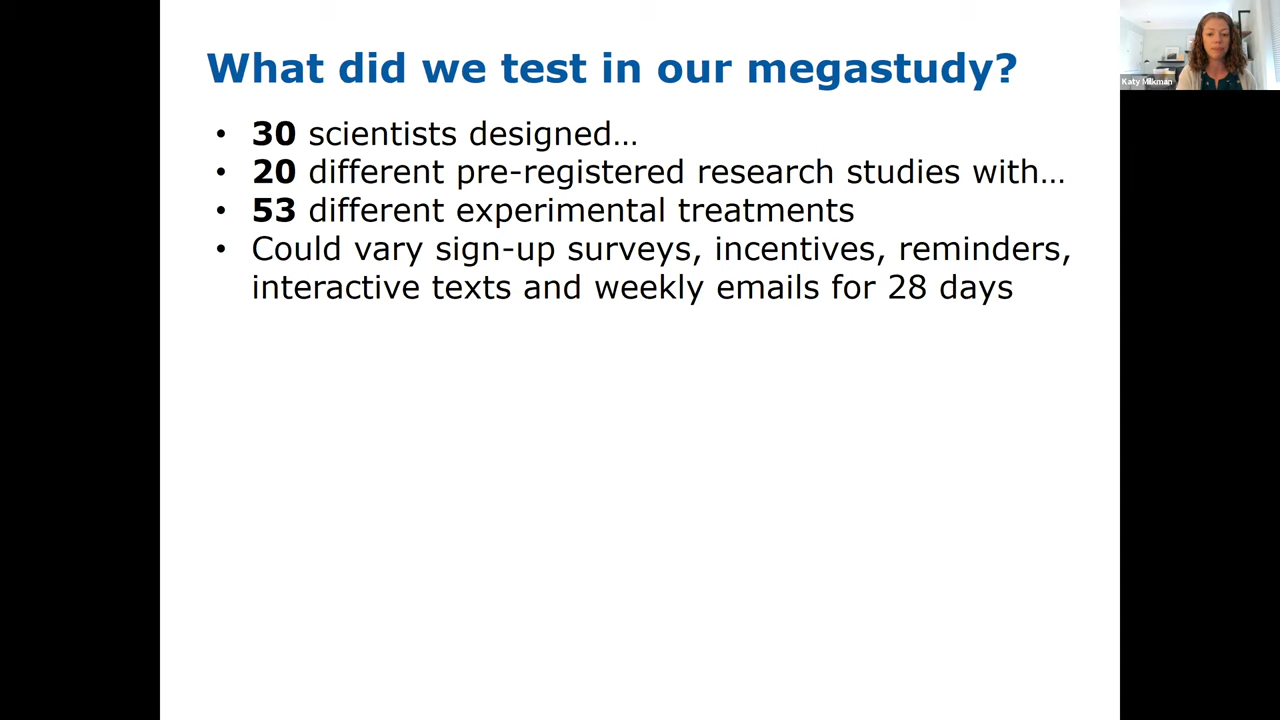 What did we test in our megastudy?
• 30 scientists designed…
• 20 different pre-registered research studies with…
• 53 different experimental treatments
• Could vary sign-up surveys, incentives, reminders,
interactive texts and weekly emails for 28 days
Katy Milkman